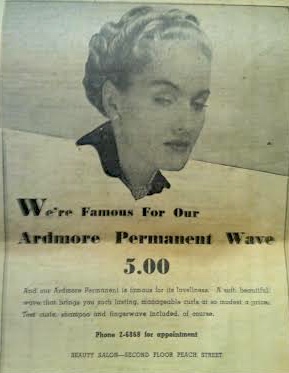 We're Famous For Our
Ardmore Permanent Wave
5.00
And our Ardmore Permanent is famous for its loveliness. A soft, beautiful
wave that brings you such lasting, manageable curls at so modest a price.
Test curls, shampoo and fingerwave included, of course.
Phone 2-6868 for appointment
BEAUTY SALON—SECOND FLOOR PEACH STREET